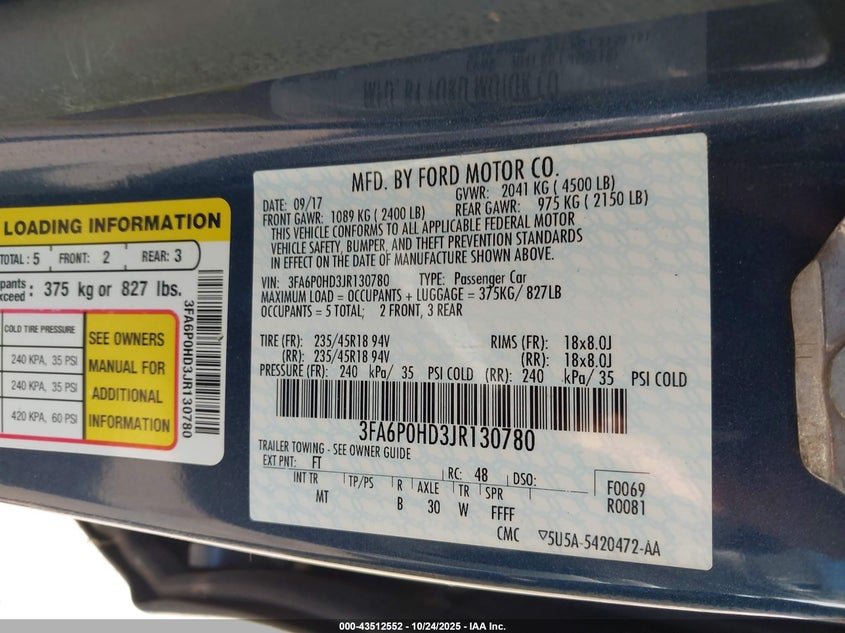 MFD. BY FORD MOTOR CO.
LOADING INFORMATION
TOTAL : 5 FRONT: 2 REAR: 3
exceed : 375 kg or 827 lbs.
COLD TIRE PRESSURE
240 KPA, 35 PSI
240 KPA, 35 PSI
420 KPA, 60 PSI
SEE OWNERS
MANUAL FOR
ADDITIONAL
INFORMATION
3FA6P0HD3JR130780
MFD. BY FORD MOTOR CO.
DATE: 09/17 GVWR: 2041 KG ( 4500 LB)
FRONT GAWR: 1089 KG ( 2400 LB) REAR GAWR: 975 KG ( 2150 LB)
THIS VEHICLE CONFORMS TO ALL APPLICABLE FEDERAL MOTOR
VEHICLE SAFETY, BUMPER, AND THEFT PREVENTION STANDARDS
IN EFFECT ON THE DATE OF MANUFACTURE SHOWN ABOVE.
VIN: 3FA6P0HD3JR130780 TYPE: Passenger Car
MAXIMUM LOAD = OCCUPANTS + LUGGAGE = 375KG/ 827LB
OCCUPANTS = 5 TOTAL; 2 FRONT, 3 REAR
TIRE (FR): 235/45R18 94V RIMS (FR): 18x8.0J
(RR): 235/45R18 94V (RR): 18x8.0J
PRESSURE (FR): 240 kPa/ 35 PSI COLD (RR): 240 kPa/ 35 PSI COLD
3FA6P0HD3JR130780
TRAILER TOWING - SEE OWNER GUIDE
EXT PNT: FT RC: 48 DSO: F0069
INT TR TP/PS R AXLE TR SPR R0081
MT B 30 W FFFF
CMC ▽5U5A-5420472-AA
000-43512552 | 10/24/2025 - IAA Inc.